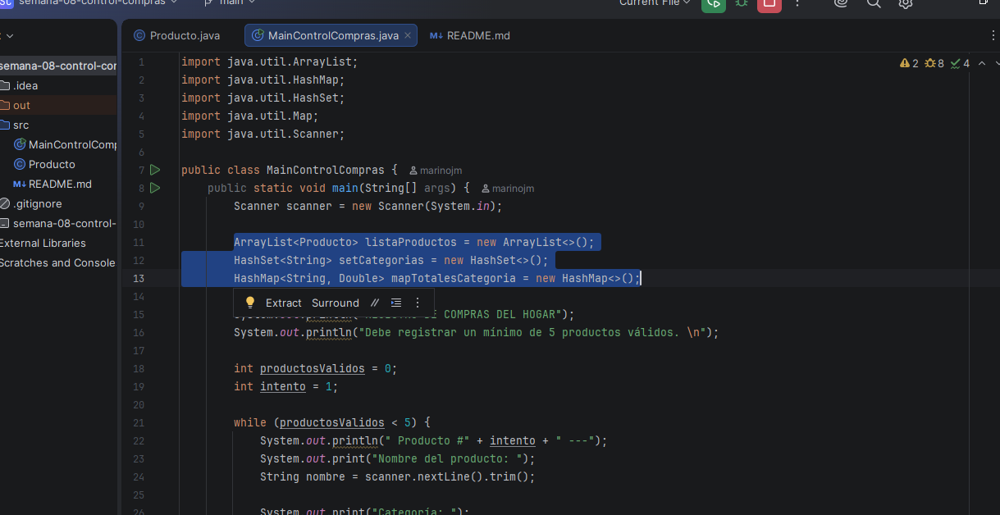 SC semana-08-control-compras main Current File
Producto.java MainControlCompras.java README.md
semana-08-control-cor
.idea
out
src
MainControlComp
Producto
README.md
.gitignore
semana-08-control-
External Libraries
Scratches and Console
2 8 4
1 import java.util.ArrayList;
2 import java.util.HashMap;
3 import java.util.HashSet;
4 import java.util.Map;
5 import java.util.Scanner;
6
7 public class MainControlCompras { marinojm
8 public static void main(String[] args) { marinojm
9 Scanner scanner = new Scanner(System.in);
10
11 ArrayList<Producto> listaProductos = new ArrayList<>();
12 HashSet<String> setCategorias = new HashSet<>();
13 HashMap<String, Double> mapTotalesCategoria = new HashMap<>();
14
Extract Surround //
15 E COMPRAS DEL HOGAR");
16 System.out.println("Debe registrar un minimo de 5 productos válidos. \n");
17
18 int productosValidos = 0;
19 int intento = 1;
20
21 while (productosValidos < 5) {
22 System.out.println(" Producto #" + intento + " ---");
23 System.out.print("Nombre del producto: ");
24 String nombre = scanner.nextLine().trim();
25
26 System.out.print("Categoría: ");